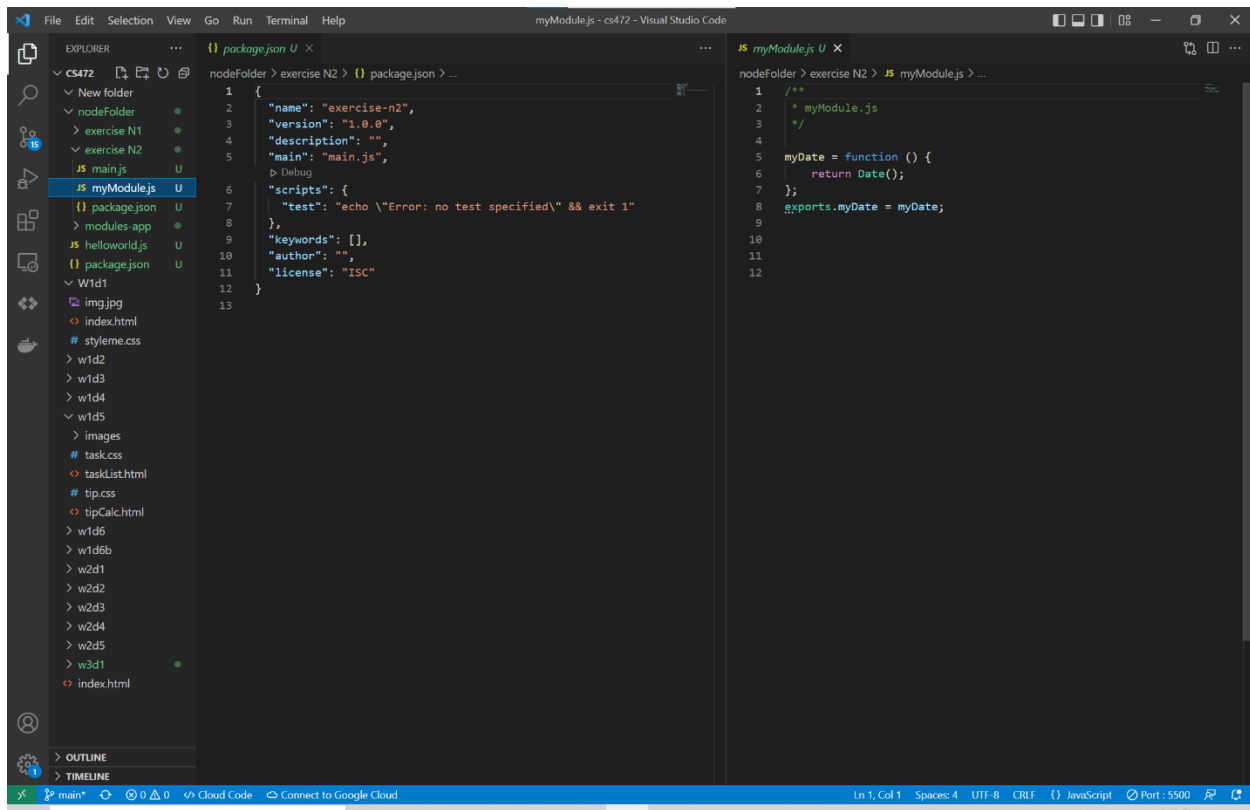 File Edit Selection View Go Run Terminal Help myModule.js - cs472 - Visual Studio Code
EXPLORER ...
CS472
New folder
nodeFolder
exercise N1
exercise N2
JS main.js U
JS myModule.js U
{} package.json U
modules-app
JS helloworld.js U
{} package.json U
W1d1
img.jpg
<> index.html
# styleme.css
w1d2
w1d3
w1d4
w1d5
images
# task.css
<> taskList.html
# tip.css
<> tipCalc.html
w1d6
w1d6b
w2d1
w2d2
w2d3
w2d4
w2d5
w3d1
<> index.html
OUTLINE
TIMELINE
15
1
{} package.json U ...
nodeFolder > exercise N2 > {} package.json > ...
1 {
2 "name": "exercise-n2",
3 "version": "1.0.0",
4 "description": "",
5 "main": "main.js",
Debug
6 "scripts": {
7 "test": "echo \"Error: no test specified\" && exit 1"
8 },
9 "keywords": [],
10 "author": "",
11 "license": "ISC"
12 }
13
JS myModule.js U ...
nodeFolder > exercise N2 > JS myModule.js > ...
1 /**
2 * myModule.js
3 */
4
5 myDate = function () {
6 return Date();
7 };
8 exports.myDate = myDate;
9
10
11
12
main* 0 0 Cloud Code Connect to Google Cloud Ln 1, Col 1 Spaces: 4 UTF-8 CRLF {} JavaScript Port : 5500